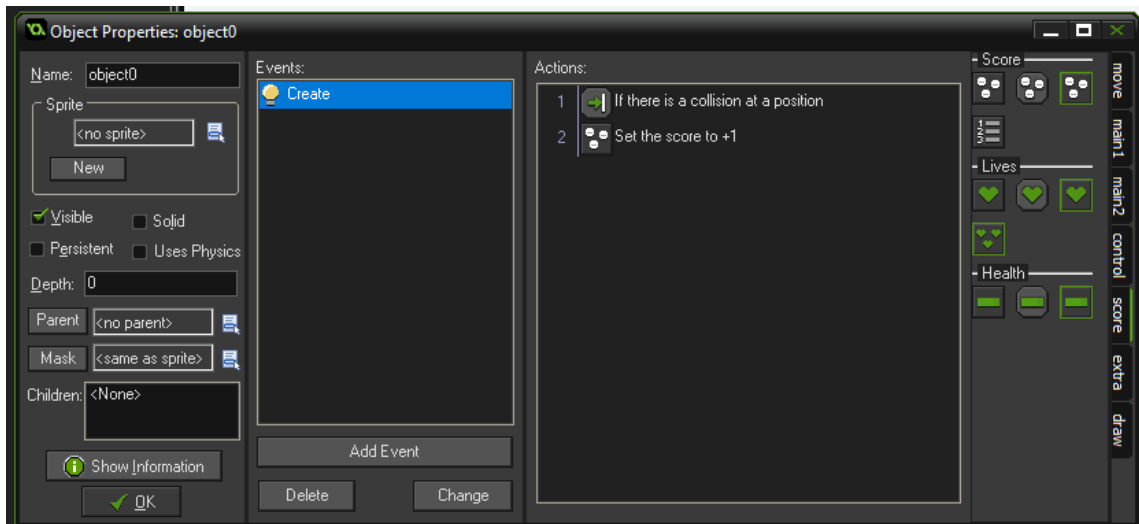 Object Properties: object0
Name: object0
Sprite
<no sprite>
New
Visible
Solid
Persistent
Uses Physics
Depth: 0
Parent <no parent>
Mask <same as sprite>
Children: <None>
Show Information
OK
Events:
Create
Add Event
Delete
Change
Actions:
1 If there is a collision at a position
2 Set the score to +1
Score
Lives
Health
move
main1
main2
control
score
extra
draw